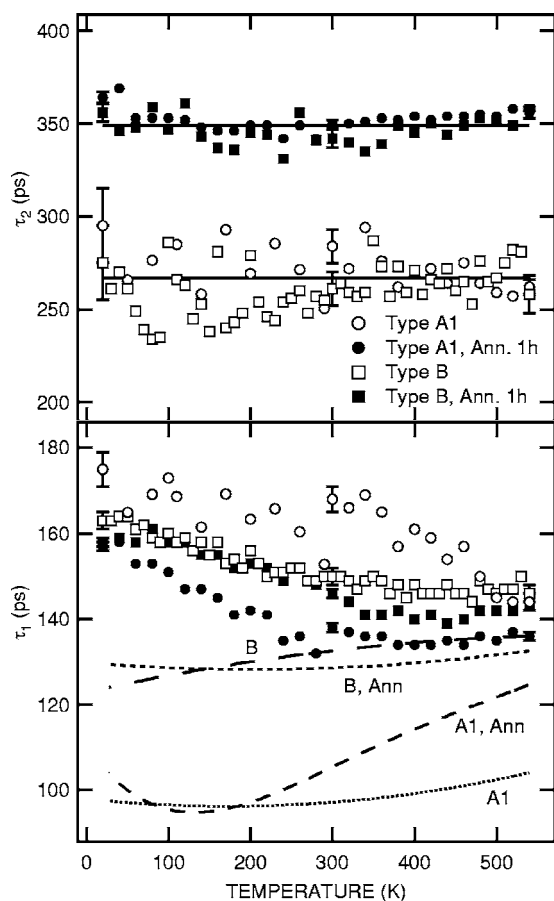 400
350
300
250
200
τ2 (ps)
Type A1
Type A1, Ann. 1h
Type B
Type B, Ann. 1h
180
160
140
120
100
τ1 (ps)
B
B, Ann
A1, Ann
A1
0
100
200
300
400
500
TEMPERATURE (K)